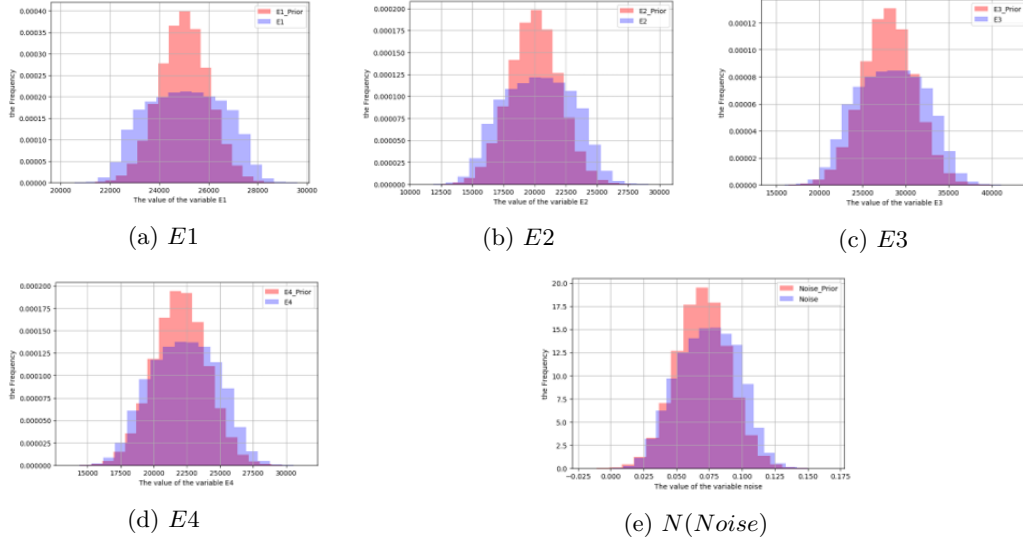 0.00040
0.00035
0.00030
0.00025
0.00020
0.00015
0.00010
0.00005
0.00000
the Frequency
E1_Prior
E1
20000 22000 24000 26000 28000 30000
The value of the variable E1
(a) E1
0.000200
0.000175
0.000150
0.000125
0.000100
0.000075
0.000050
0.000025
0.000000
the Frequency
E2_Prior
E2
10000 12500 15000 17500 20000 22500 25000 27500 30000
The value of the variable E2
(b) E2
0.00012
0.00010
0.00008
0.00006
0.00004
0.00002
0.00000
the Frequency
E3_Prior
E3
15000 20000 25000 30000 35000 40000
The value of the variable E3
(c) E3
0.000200
0.000175
0.000150
0.000125
0.000100
0.000075
0.000050
0.000025
0.000000
the Frequency
E4_Prior
E4
15000 17500 20000 22500 25000 27500 30000
The value of the variable E4
(d) E4
20.0
17.5
15.0
12.5
10.0
7.5
5.0
2.5
0.0
the Frequency
Noise_Prior
Noise
−0.025 0.000 0.025 0.050 0.075 0.100 0.125 0.150 0.175
The value of the variable noise
(e) N(Noise)